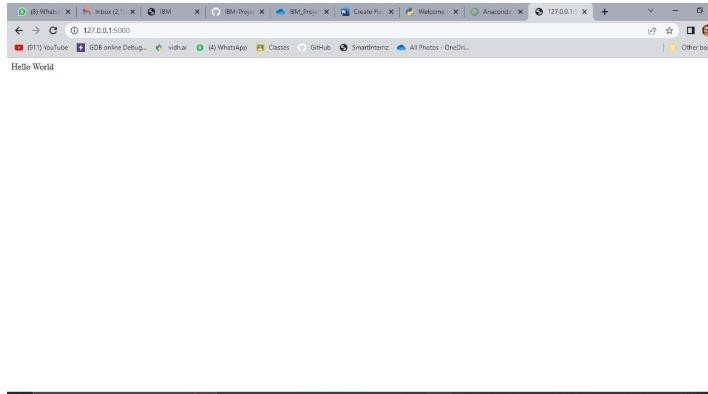 (8) Whats Inbox (2, IBM IBM-Proje IBM_Proje Create Fla Welcome Anaconda 127.0.0.1:5
127.0.0.1:5000
(911) YouTube GDB online Debug... vidh.ai (4) WhatsApp Classes GitHub SmartInternz All Photos - OneDri... Other bo
Hello World